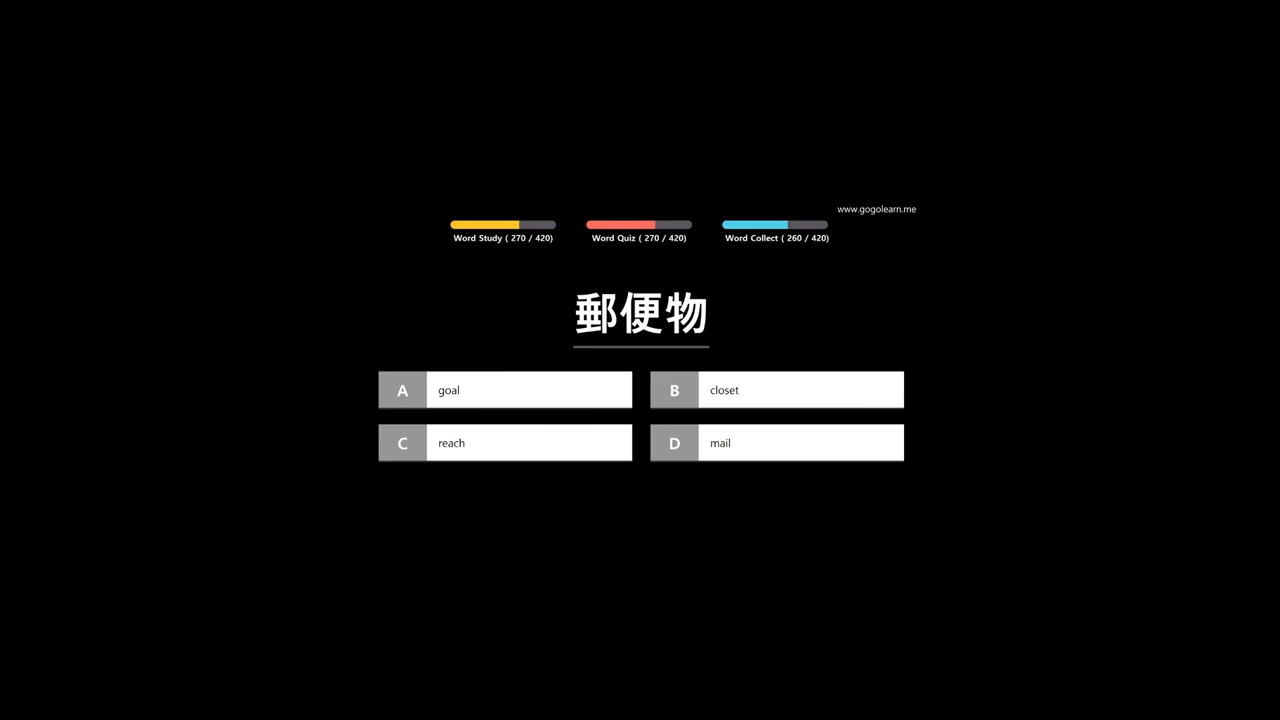 www.gogolearn.me
Word Study ( 270 / 420)
Word Quiz ( 270 / 420)
Word Collect ( 260 / 420)
郵便物
A goal
B closet
C reach
D mail